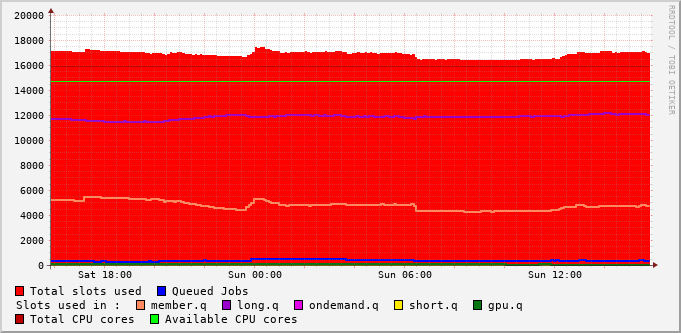 20000
18000
16000
14000
12000
10000
8000
6000
4000
2000
0
Sat 18:00 Sun 00:00 Sun 06:00 Sun 12:00
RRDTOOL / TOBI OETIKER
Total slots used Queued Jobs
Slots used in : member.q long.q ondemand.q short.q gpu.q
Total CPU cores Available CPU cores